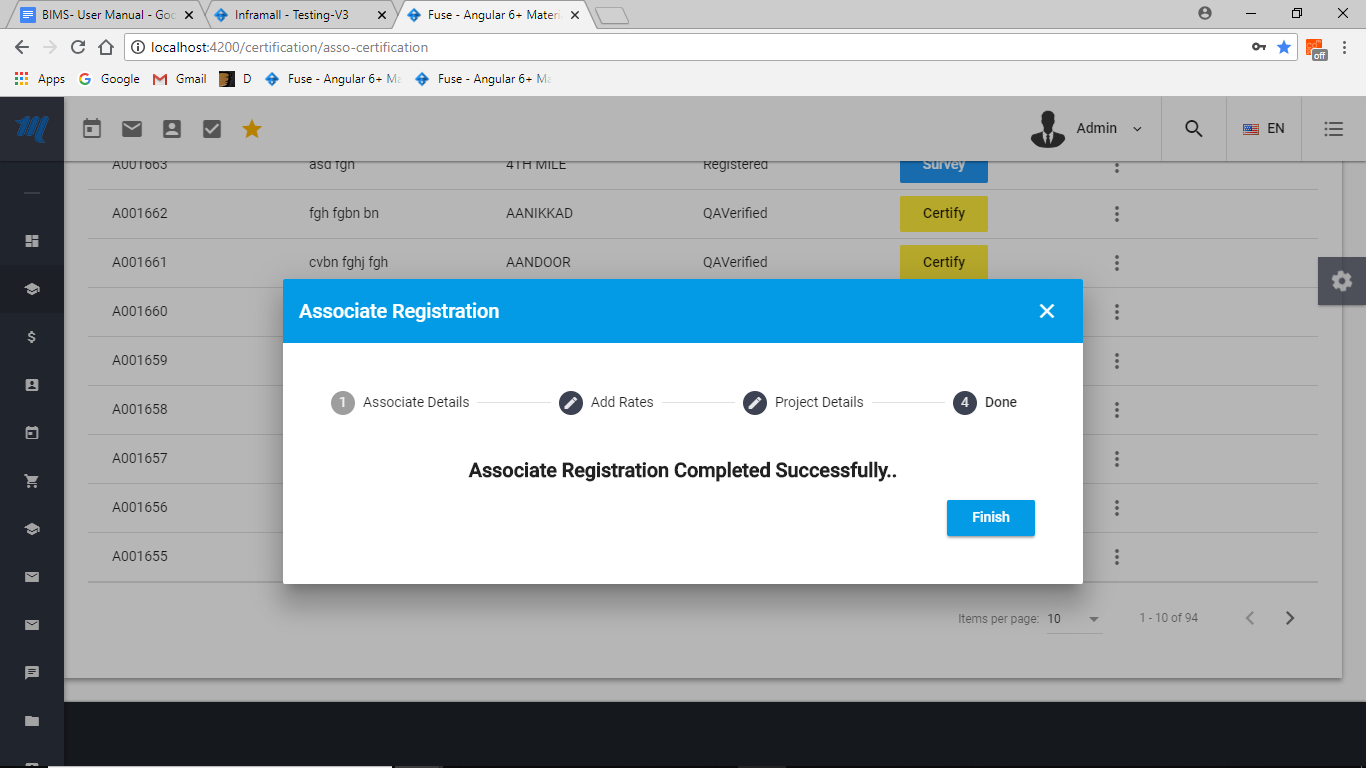 BIMS- User Manual - Goo
Inframall - Testing-V3
Fuse - Angular 6+ Materi
localhost:4200/certification/asso-certification
off
Apps
Google
Gmail
D
Fuse - Angular 6+ Ma
Fuse - Angular 6+ Ma
Admin
EN
A001663 asd fgh 4TH MILE Registered Survey
A001662 fgh fgbn bn AANIKKAD QAVerified Certify
A001661 cvbn fghj fgh AANDOOR QAVerified Certify
A001660
A001659
A001658
A001657
A001656
A001655
Associate Registration
1 Associate Details Add Rates Project Details 4 Done
Associate Registration Completed Successfully..
Finish
Items per page: 10 1 - 10 of 94